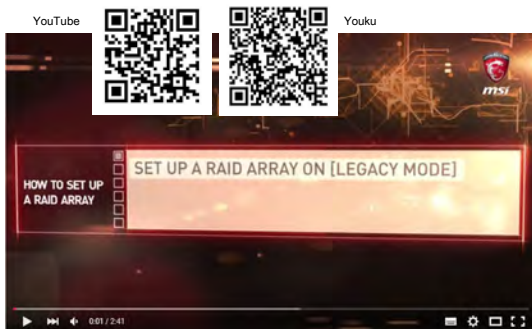 YouTube
Youku
msi
SET UP A RAID ARRAY ON [LEGACY MODE]
HOW TO SET UP
A RAID ARRAY
0:01 / 2:41